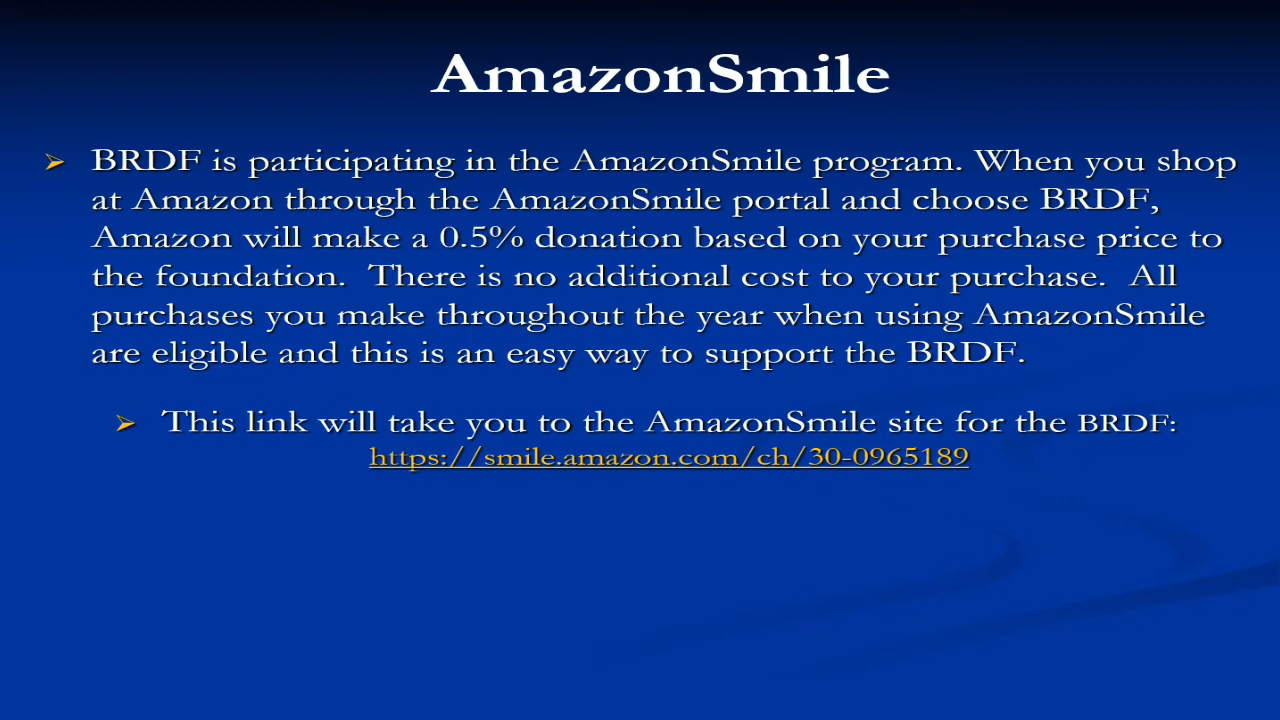 AmazonSmile
➢ BRDF is participating in the AmazonSmile program. When you shop
at Amazon through the AmazonSmile portal and choose BRDF,
Amazon will make a 0.5% donation based on your purchase price to
the foundation. There is no additional cost to your purchase. All
purchases you make throughout the year when using AmazonSmile
are eligible and this is an easy way to support the BRDF.
➢ This link will take you to the AmazonSmile site for the BRDF:
https://smile.amazon.com/ch/30-0965189